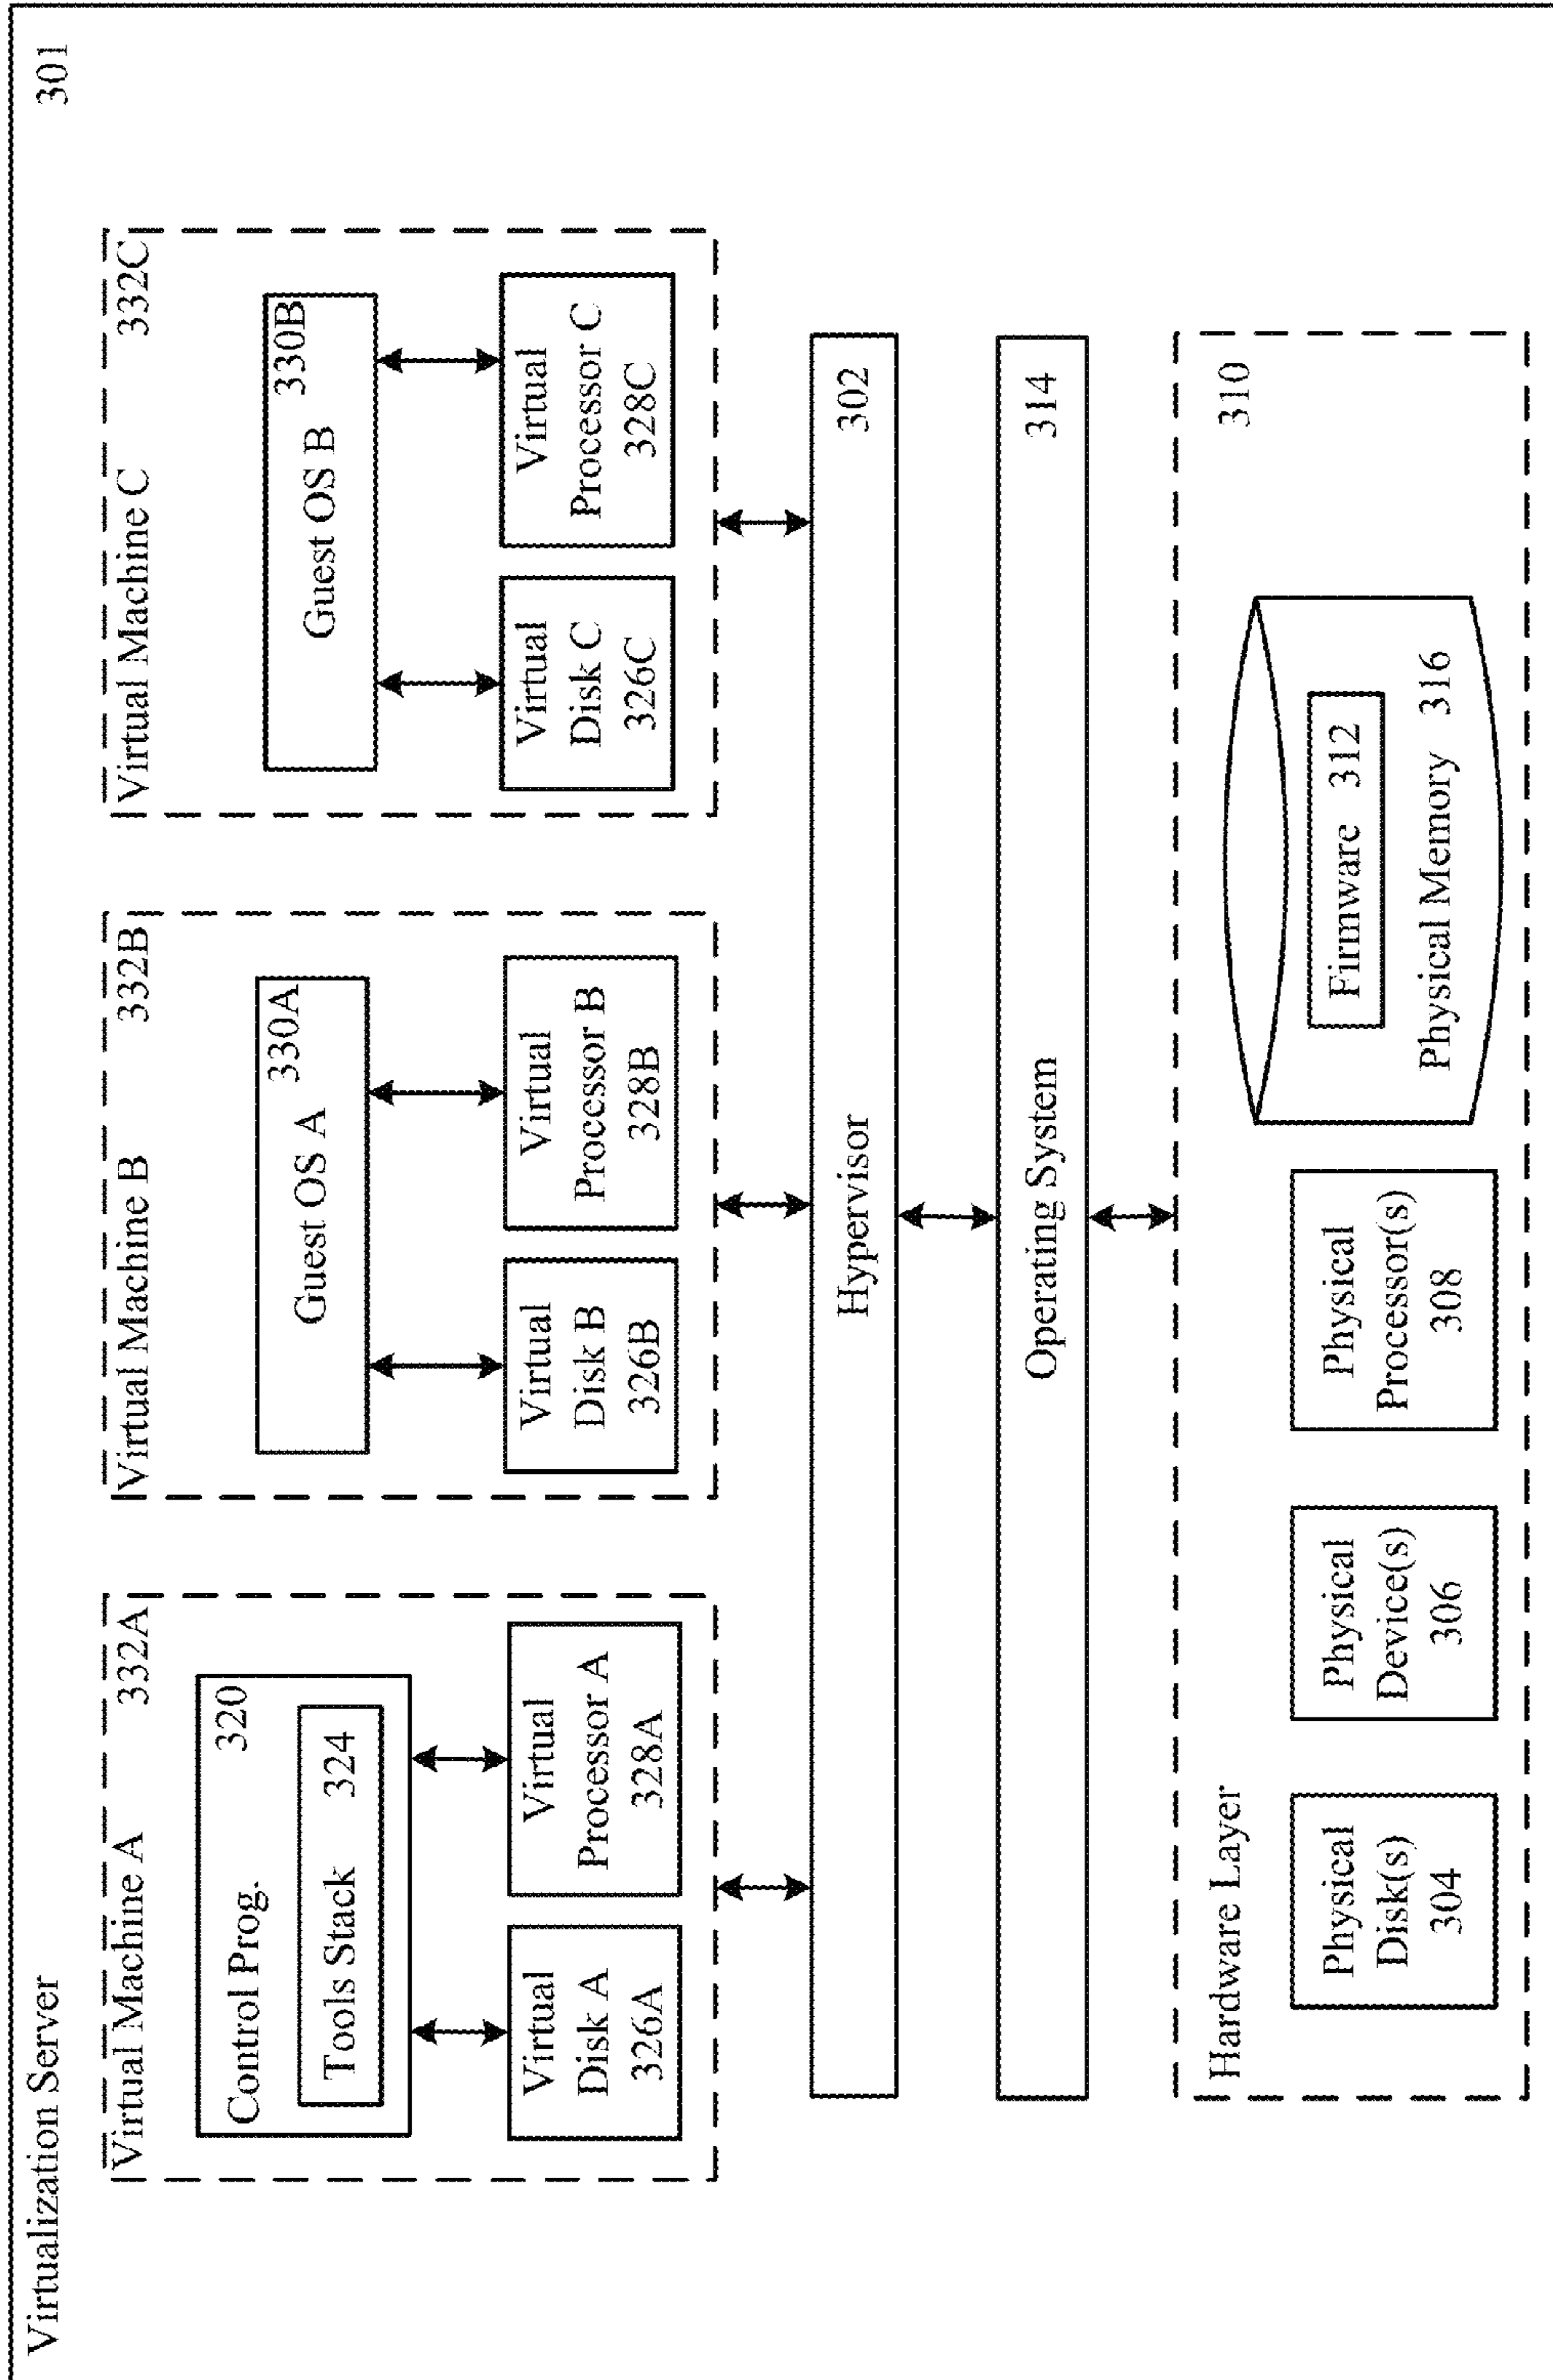 Virtualization Server 301
Virtual Machine A 332A
Control Prog. 320
Tools Stack 324
Virtual
Disk A
326A
Virtual
Processor A
328A
Virtual Machine B 332B
Guest OS A 330A
Virtual
Disk B
326B
Virtual
Processor B
328B
Virtual Machine C 332C
Guest OS B 330B
Virtual
Disk C
326C
Virtual
Processor C
328C
Hypervisor 302
Operating System 314
Hardware Layer 310
Physical
Disk(s)
304
Physical
Device(s)
306
Physical
Processor(s)
308
Firmware 312
Physical Memory 316